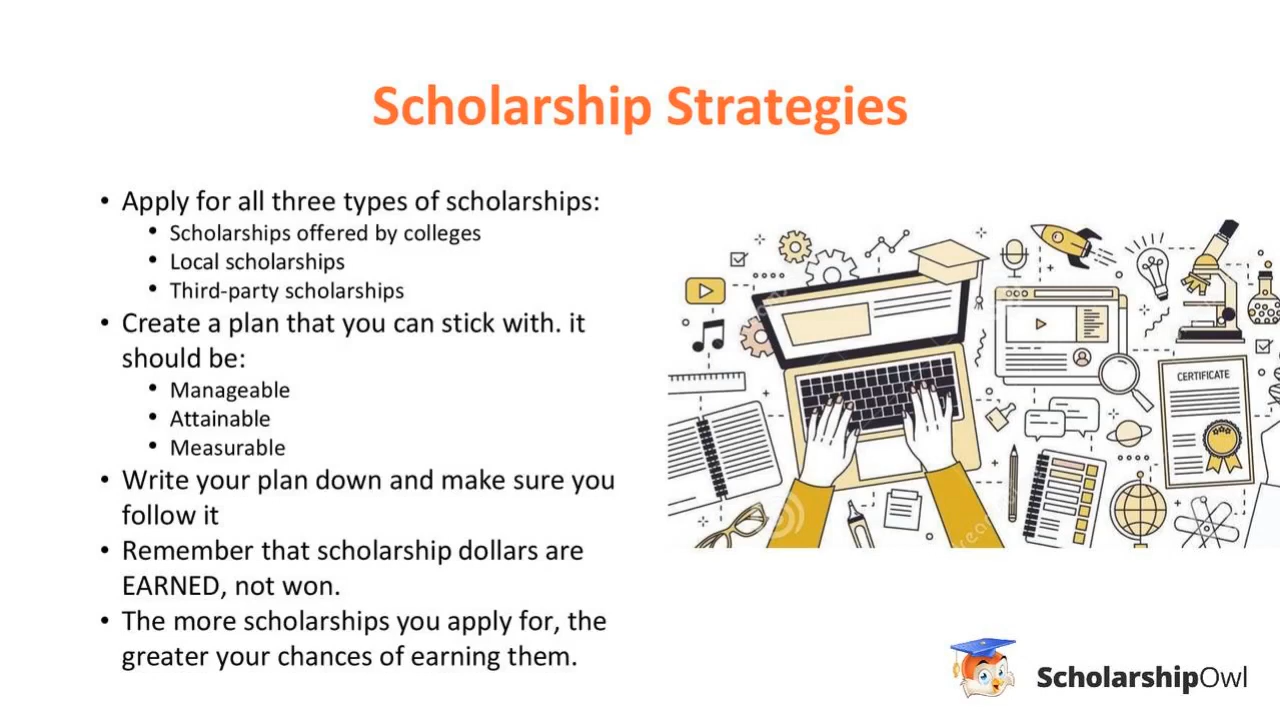 Scholarship Strategies
• Apply for all three types of scholarships:
• Scholarships offered by colleges
• Local scholarships
• Third-party scholarships
• Create a plan that you can stick with. it
should be:
• Manageable
• Attainable
• Measurable
• Write your plan down and make sure you
follow it
• Remember that scholarship dollars are
EARNED, not won.
• The more scholarships you apply for, the
greater your chances of earning them.
CERTIFICATE
ScholarshipOwl